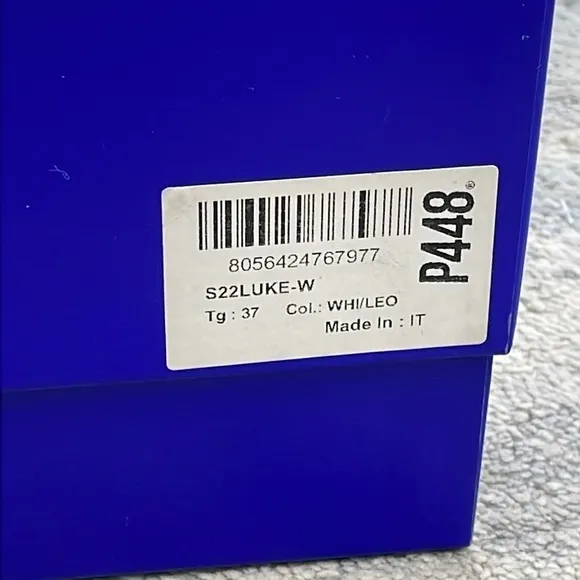 8056424767977
S22LUKE-W
Tg : 37 Col.: WHI/LEO
Made In : IT
P448®